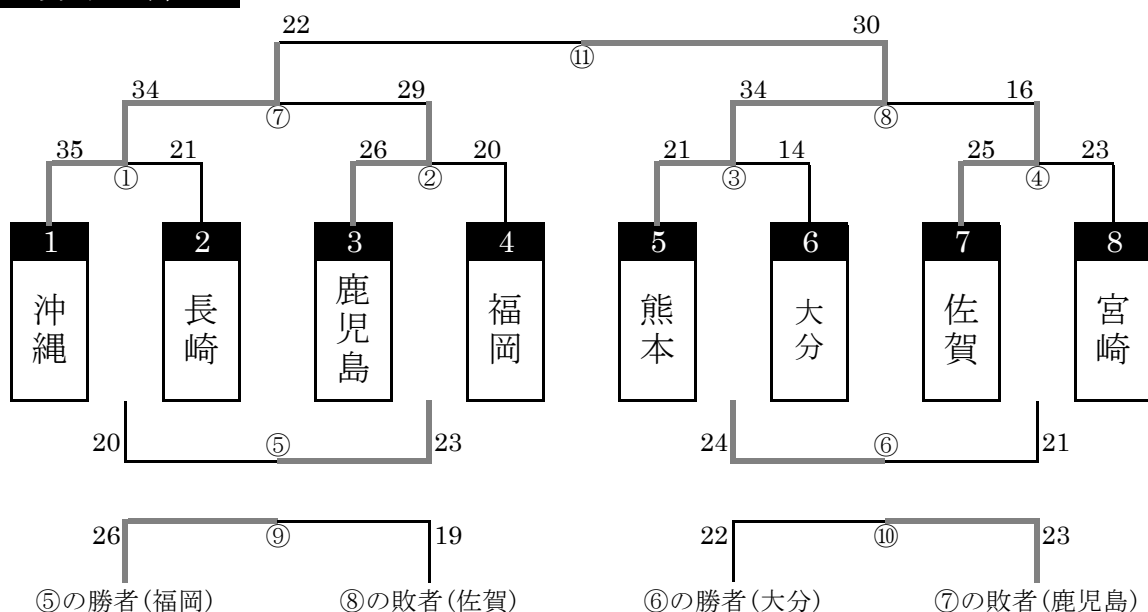 22 30
⑪
34 29 34 16
⑦ ⑧
35 21 26 20 21 14 25 23
① ② ③ ④
1 2 3 4 5 6 7 8
沖縄 長崎 鹿児島 福岡 熊本 大分 佐賀 宮崎
20 ⑤ 23 24 ⑥ 21
26 ⑨ 19 22 ⑩ 23
⑤の勝者(福岡) ⑧の敗者(佐賀) ⑥の勝者(大分) ⑦の敗者(鹿児島)